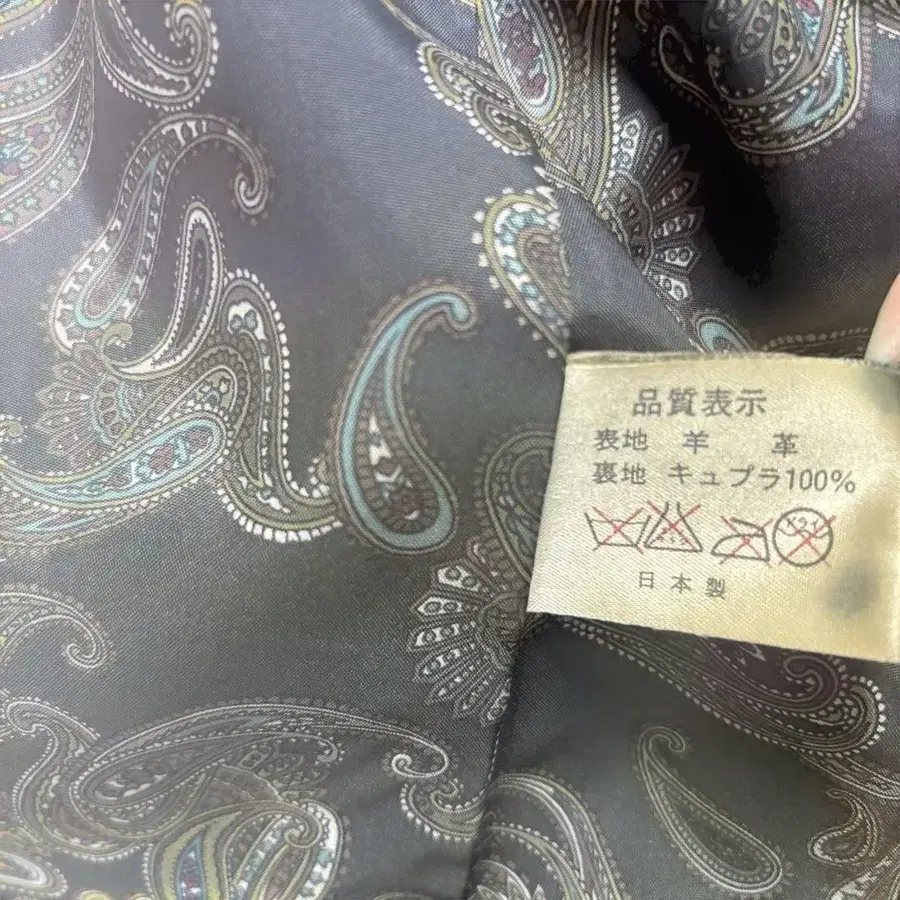 品質表示
表地 羊 革
裏地 キュプラ100%
日本製